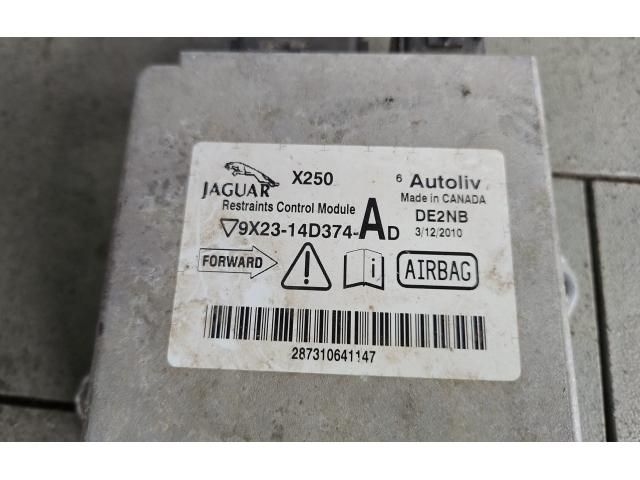 JAGUAR
X250
6 Autoliv
Made in CANADA
Restraints Control Module
DE2NB
9X23-14D374-AD
3/12/2010
FORWARD
i
AIRBAG
287310641147